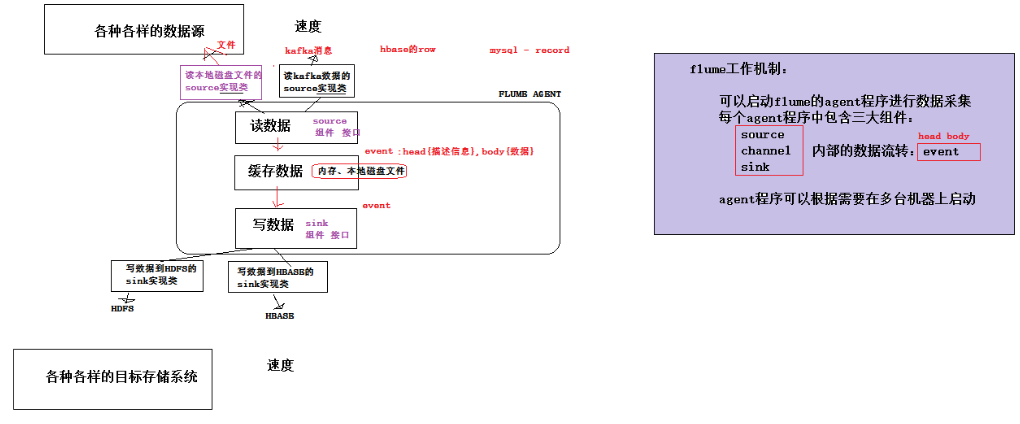 各种各样的数据源
速度
文件
kafka消息
hbase的row
mysql - record
读本地磁盘文件的
source实现类
读kafka数据的
source实现类
FLUME AGENT
读数据
source
组件 接口
event :head{描述信息},body{数据}
缓存数据
内存、本地磁盘文件
event
写数据
sink
组件 接口
写数据到HDFS的
sink实现类
写数据到HBASE的
sink实现类
HDFS
HBASE
速度
各种各样的目标存储系统
flume工作机制:
可以启动flume的agent程序进行数据采集
每个agent程序中包含三大组件:
source
channel
sink
内部的数据流转:
head body
event
agent程序可以根据需要在多台机器上启动